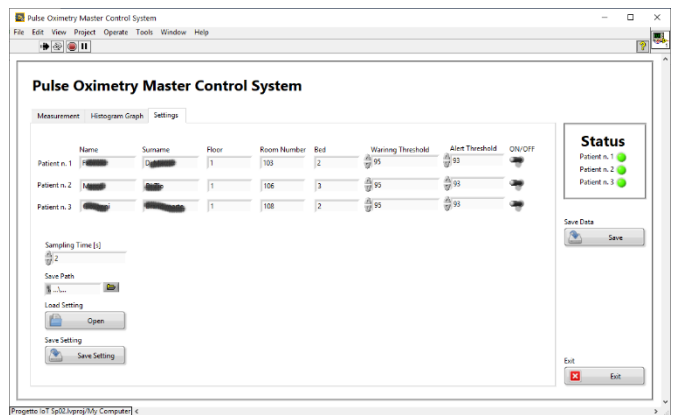 Pulse Oximetry Master Control System
File Edit View Project Operate Tools Window Help
Pulse Oximetry Master Control System
Measurement Histogram Graph Settings
Name Surname Floor Room Number Bed Warinng Threshold Alert Threshold ON/OFF
Patient n. 1 1 103 2 95 93
Patient n. 2 1 106 3 95 93
Patient n. 3 1 108 2 95 93
Status
Patient n. 1
Patient n. 2
Patient n. 3
Save Data
Save
Sampling Time [s]
2
Save Path
..\...
Load Setting
Open
Save Setting
Save Setting
Exit
Exit
Progetto IoT Sp02.lvproj/My Computer